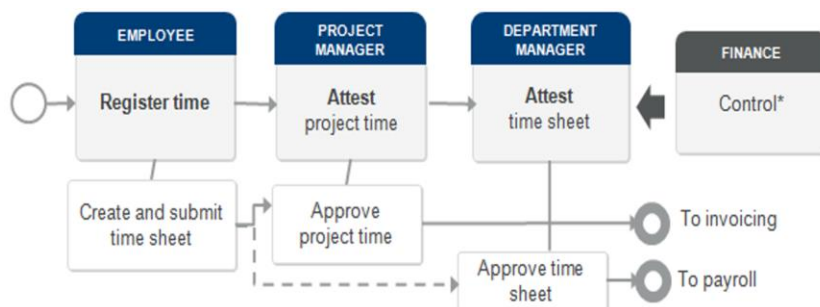 EMPLOYEE
Register time
PROJECT
MANAGER
Attest
project time
DEPARTMENT
MANAGER
Attest
time sheet
FINANCE
Control*
Create and submit
time sheet
Approve
project time
To invoicing
Approve time
sheet
To payroll